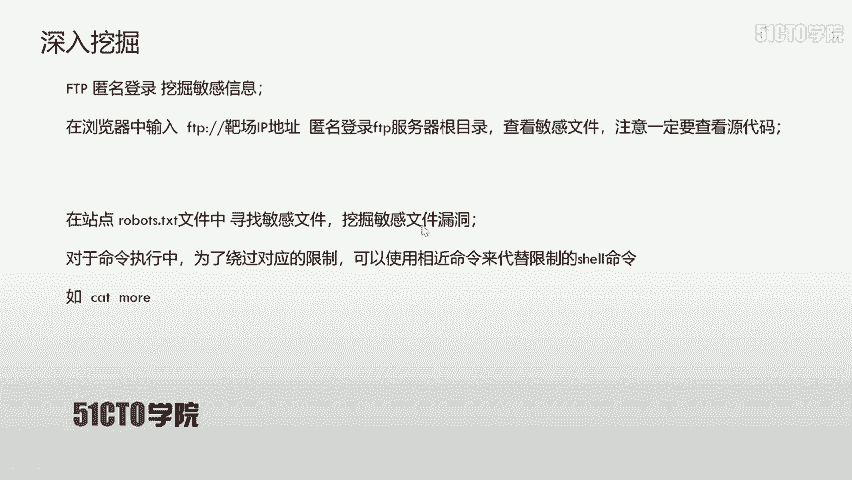 51CTO学院
深入挖掘
FTP 匿名登录 挖掘敏感信息；
在浏览器中输入 ftp://靶场IP地址 匿名登录ftp服务器根目录，查看敏感文件，注意一定要查看源代码；
在站点 robots.txt文件中 寻找敏感文件，挖掘敏感文件漏洞；
对于命令执行中，为了绕过对应的限制，可以使用相近命令来代替限制的shell命令
如 cat more
51CTO学院